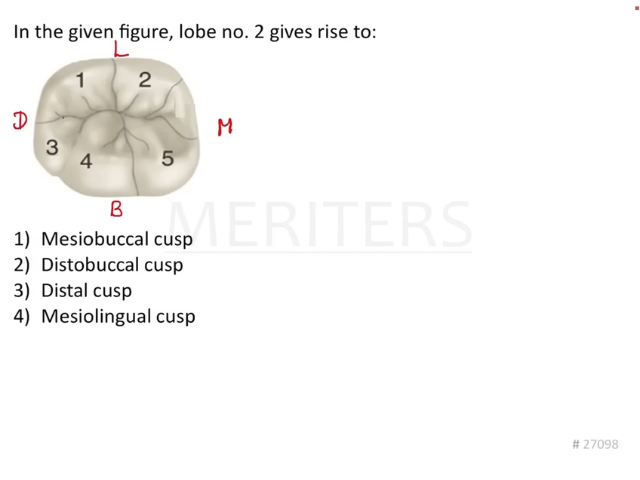 In the given figure, lobe no. 2 gives rise to:
L
1 2
D M
3 4 5
B
MERITERS
1) Mesiobuccal cusp
2) Distobuccal cusp
3) Distal cusp
4) Mesiolingual cusp
# 27098